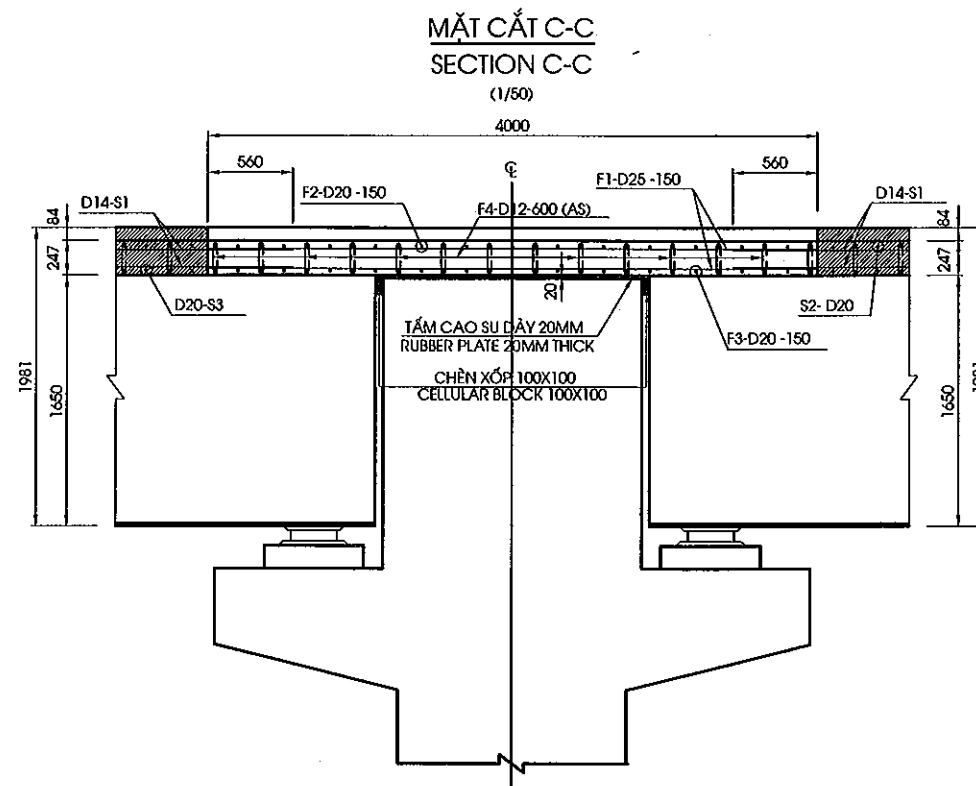 MẶT CẮT C-C
SECTION C-C
(1/50)
4000
560
560
℄
F2-D20 -150
F1-D25 -150
D14-S1
F4-D12-600 (AS)
D14-S1
84
84
247
247
20
D20-S3
S2- D20
TẤM CAO SU DÀY 20MM
RUBBER PLATE 20MM THICK
F3-D20 -150
CHÈN XỐP 100X100
CELLULAR BLOCK 100X100
1981
1650
1650